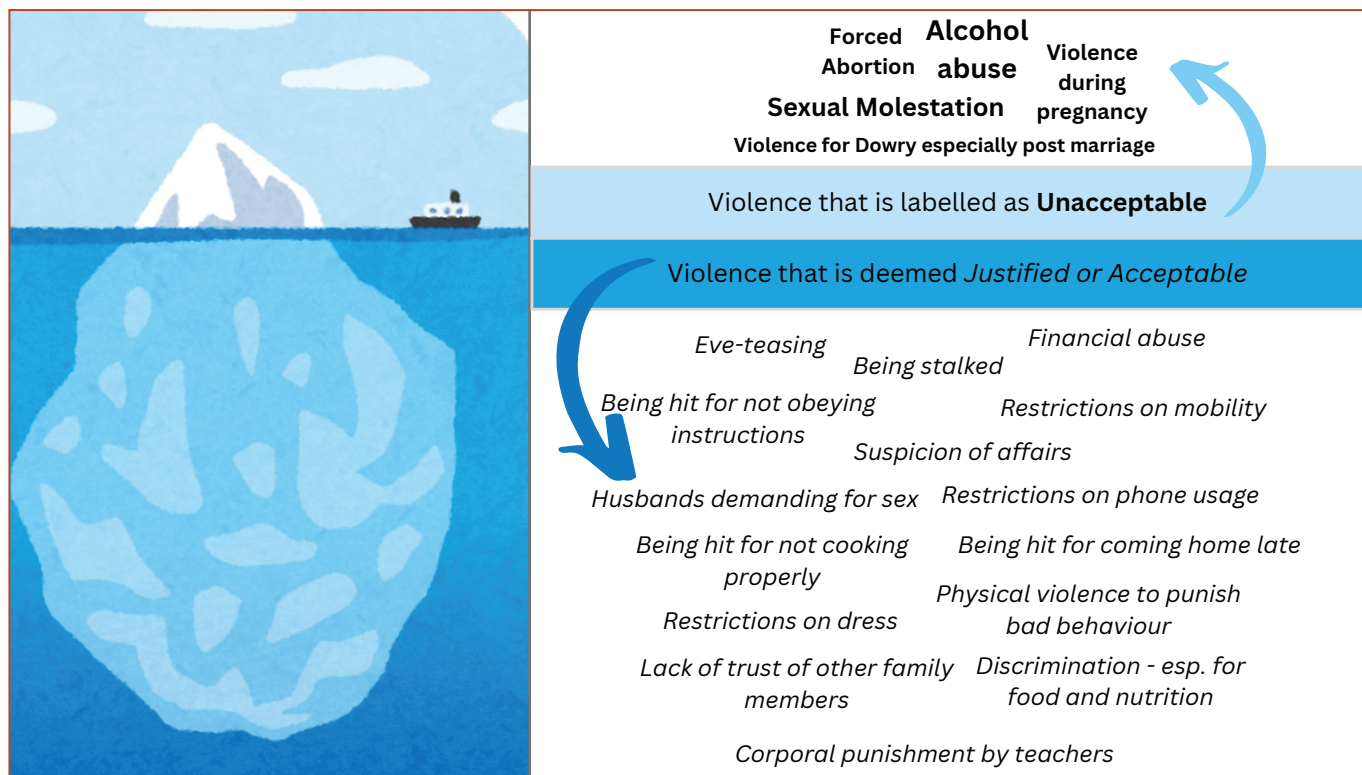 Forced
Abortion
Alcohol
abuse
Violence
during
pregnancy
Sexual Molestation
Violence for Dowry especially post marriage
Violence that is labelled as Unacceptable
Violence that is deemed Justified or Acceptable
Eve-teasing
Being stalked
Financial abuse
Being hit for not obeying
instructions
Restrictions on mobility
Suspicion of affairs
Husbands demanding for sex
Restrictions on phone usage
Being hit for not cooking
properly
Being hit for coming home late
Restrictions on dress
Physical violence to punish
bad behaviour
Lack of trust of other family
members
Discrimination - esp. for
food and nutrition
Corporal punishment by teachers